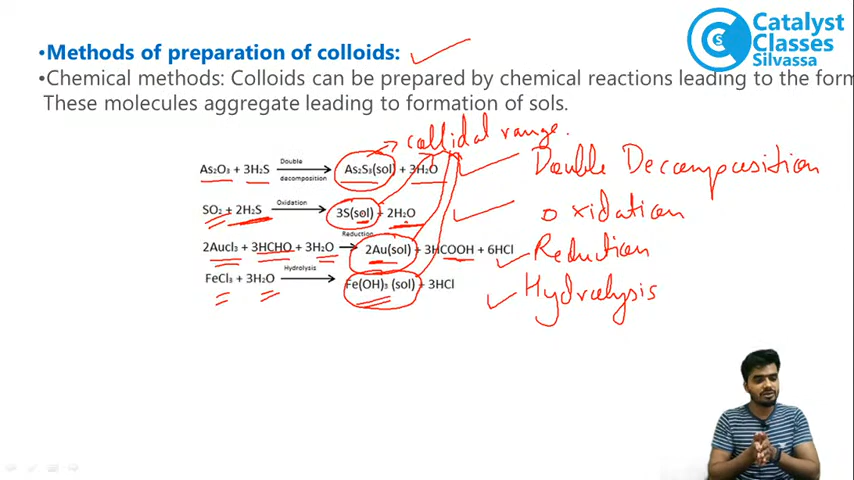 Catalyst
Classes
Silvassa
•Methods of preparation of colloids:
•Chemical methods: Colloids can be prepared by chemical reactions leading to the form
These molecules aggregate leading to formation of sols.
collidal range.
As₂O₃ + 3H₂S Double decomposition As₂S₃(sol) + 3H₂O
Double Decomposition
SO₂ + 2H₂S Oxidation 3S(sol) + 2H₂O
oxidation
2Aucl₃ + 3HCHO + 3H₂O Reduction 2Au(sol) + 3HCOOH + 6HCl
Reduction
FeCl₃ + 3H₂O Hydrolysis Fe(OH)₃ (sol) + 3HCl
Hydrolysis